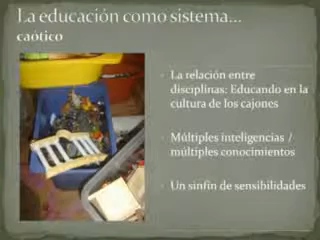 La educación como sistema...
caótico
La relación entre
disciplinas: Educando en la
cultura de los cajones
Múltiples inteligencias /
múltiples conocimientos
Un sinfín de sensibilidades